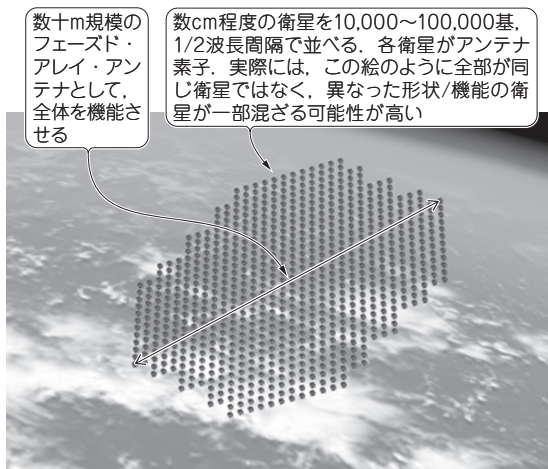 数十m規模の
フェーズド・
アレイ・アン
テナとして，
全体を機能さ
せる
数cm程度の衛星を10,000〜100,000基，
1/2波長間隔で並べる．各衛星がアンテナ
素子．実際には，この絵のように全部が同
じ衛星ではなく，異なった形状/機能の衛
星が一部混ざる可能性が高い